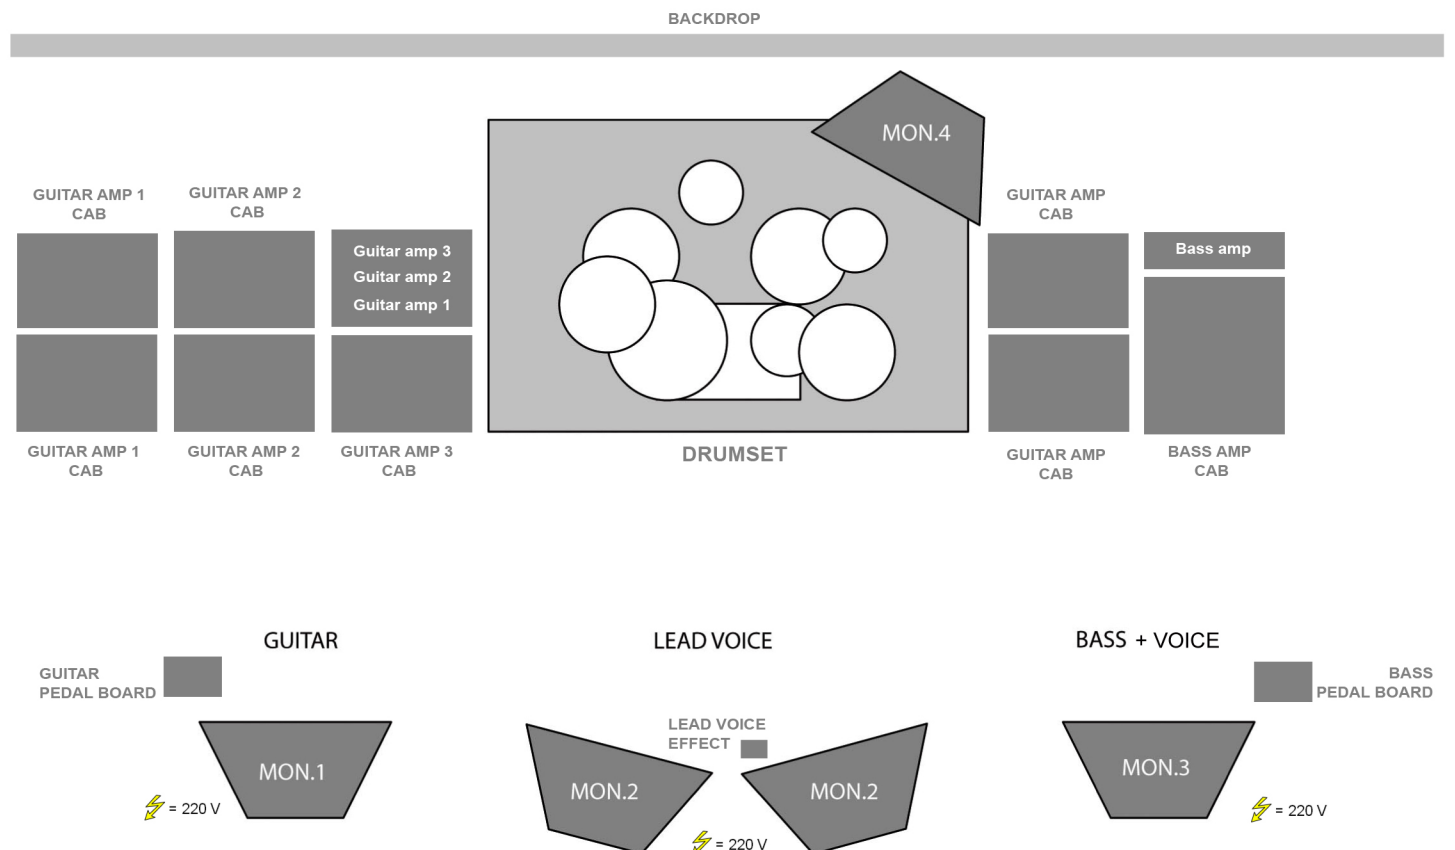 BACKDROP
MON.4
GUITAR AMP 1
CAB
GUITAR AMP 2
CAB
GUITAR AMP
CAB
Guitar amp 3
Guitar amp 2
Guitar amp 1
Bass amp
GUITAR AMP 1
CAB
GUITAR AMP 2
CAB
GUITAR AMP 3
CAB
DRUMSET
GUITAR AMP
CAB
BASS AMP
CAB
GUITAR
LEAD VOICE
BASS + VOICE
GUITAR
PEDAL BOARD
BASS
PEDAL BOARD
LEAD VOICE
EFFECT
MON.1
MON.2
MON.2
MON.3
= 220 V
= 220 V
= 220 V